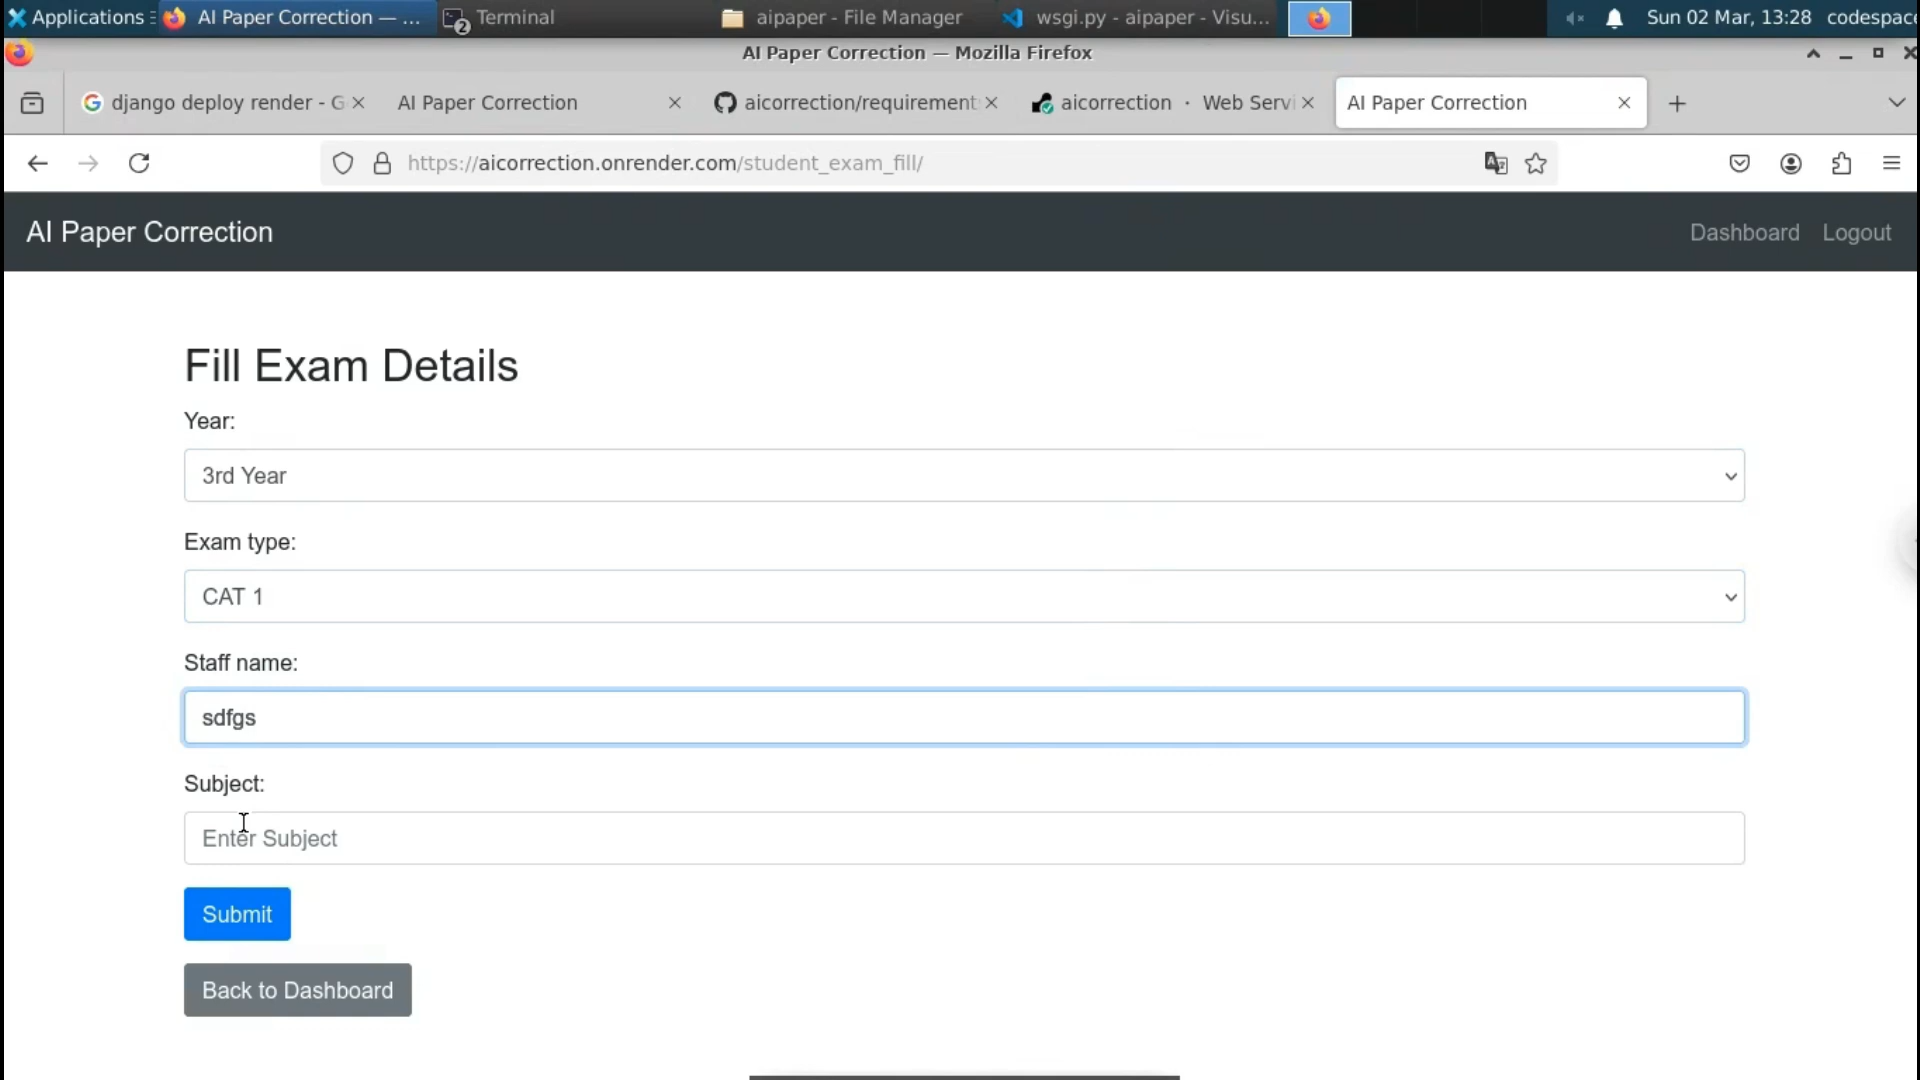 Applications
AI Paper Correction — ...
2
Terminal
aipaper - File Manager
wsgi.py - aipaper - Visu...
Sun 02 Mar, 13:28
codespace
AI Paper Correction — Mozilla Firefox
django deploy render - G
AI Paper Correction
aicorrection/requirement
aicorrection · Web Servi
AI Paper Correction
https://aicorrection.onrender.com/student_exam_fill/
AI Paper Correction
Dashboard
Logout
Fill Exam Details
Year:
3rd Year
Exam type:
CAT 1
Staff name:
sdfgs
Subject:
Enter Subject
Submit
Back to Dashboard